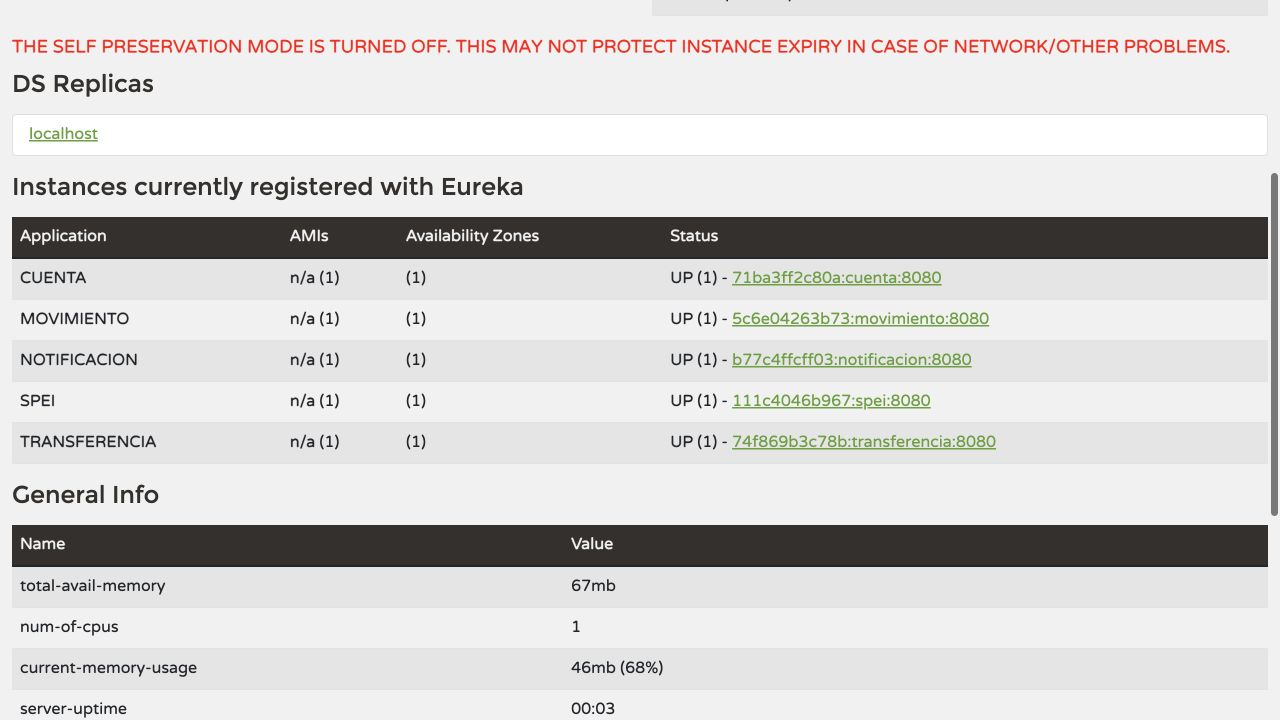 THE SELF PRESERVATION MODE IS TURNED OFF. THIS MAY NOT PROTECT INSTANCE EXPIRY IN CASE OF NETWORK/OTHER PROBLEMS.
DS Replicas
localhost
Instances currently registered with Eureka
Application AMIs Availability Zones Status
CUENTA n/a (1) (1) UP (1) - 71ba3ff2c80a:cuenta:8080
MOVIMIENTO n/a (1) (1) UP (1) - 5c6e04263b73:movimiento:8080
NOTIFICACION n/a (1) (1) UP (1) - b77c4ffcff03:notificacion:8080
SPEI n/a (1) (1) UP (1) - 111c4046b967:spei:8080
TRANSFERENCIA n/a (1) (1) UP (1) - 74f869b3c78b:transferencia:8080
General Info
Name Value
total-avail-memory 67mb
num-of-cpus 1
current-memory-usage 46mb (68%)
server-uptime 00:03